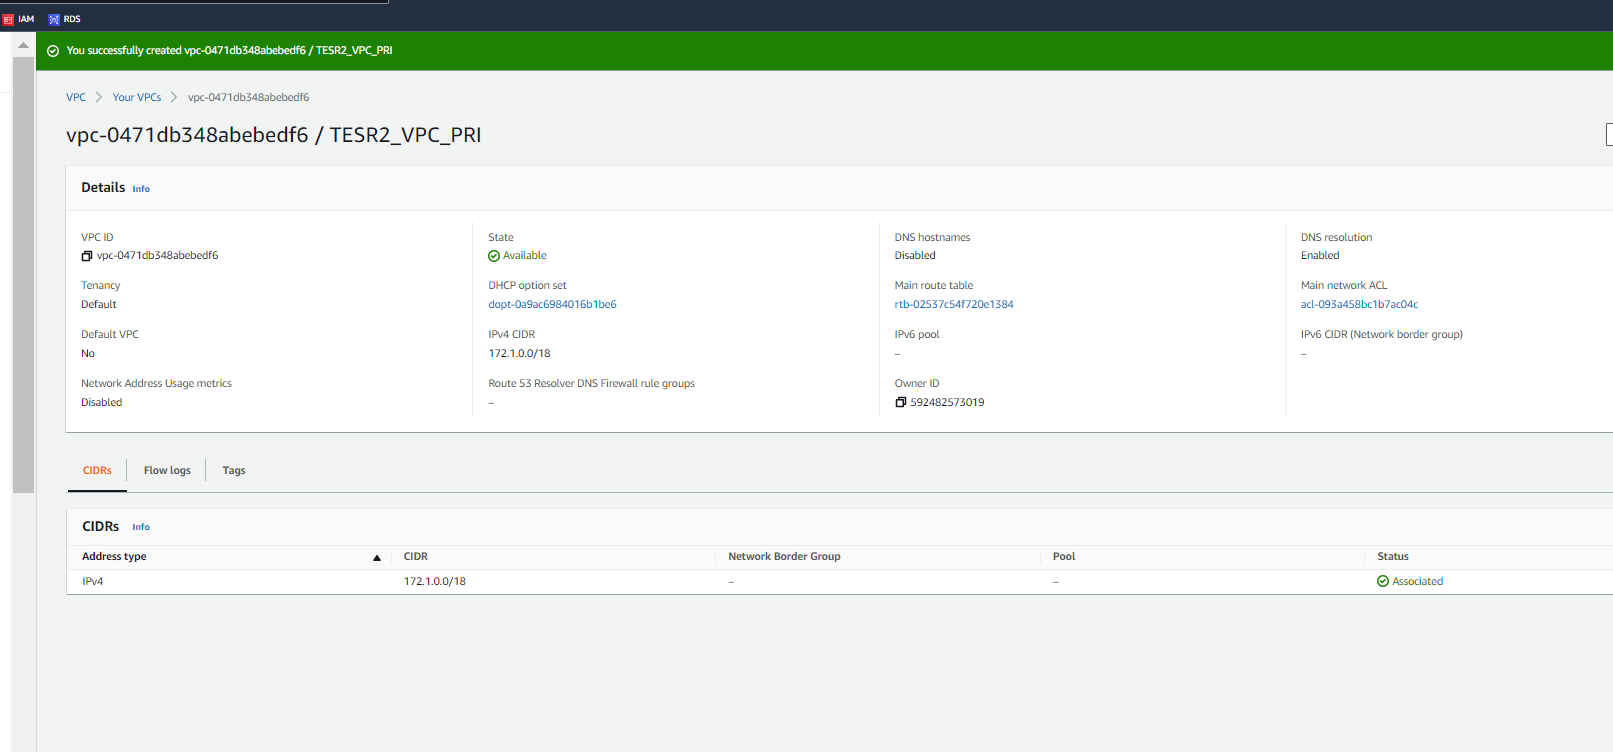 IAM RDS
You successfully created vpc-0471db348abebedf6 / TESR2_VPC_PRI
VPC Your VPCs vpc-0471db348abebedf6
vpc-0471db348abebedf6 / TESR2_VPC_PRI
Details Info
VPC ID State DNS hostnames DNS resolution
vpc-0471db348abebedf6 Available Disabled Enabled
Tenancy DHCP option set Main route table Main network ACL
Default dopt-0a9ac6984016b1be6 rtb-02537c54f720e1384 acl-093a458bc1b7ac04c
Default VPC IPv4 CIDR IPv6 pool IPv6 CIDR (Network border group)
No 172.1.0.0/18 – –
Network Address Usage metrics Route 53 Resolver DNS Firewall rule groups Owner ID
Disabled – 592482573019
CIDRs Flow logs Tags
CIDRs Info
Address type CIDR Network Border Group Pool Status
IPv4 172.1.0.0/18 – – Associated